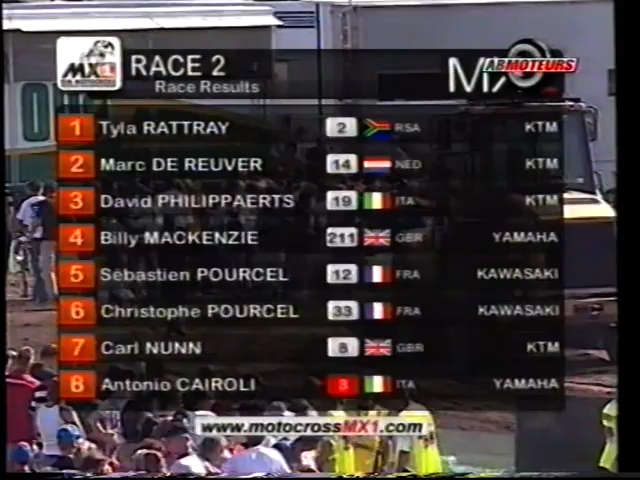 MX1
RACE 2
Race Results
ABMOTEURS
1 Tyla RATTRAY 2 RSA KTM
2 Marc DE REUVER 14 NED KTM
3 David PHILIPPAERTS 19 ITA KTM
4 Billy MACKENZIE 211 GBR YAMAHA
5 Sébastien POURCEL 12 FRA KAWASAKI
6 Christophe POURCEL 33 FRA KAWASAKI
7 Carl NUNN 8 GBR KTM
8 Antonio CAIROLI 3 ITA YAMAHA
www.motocrossMX1.com